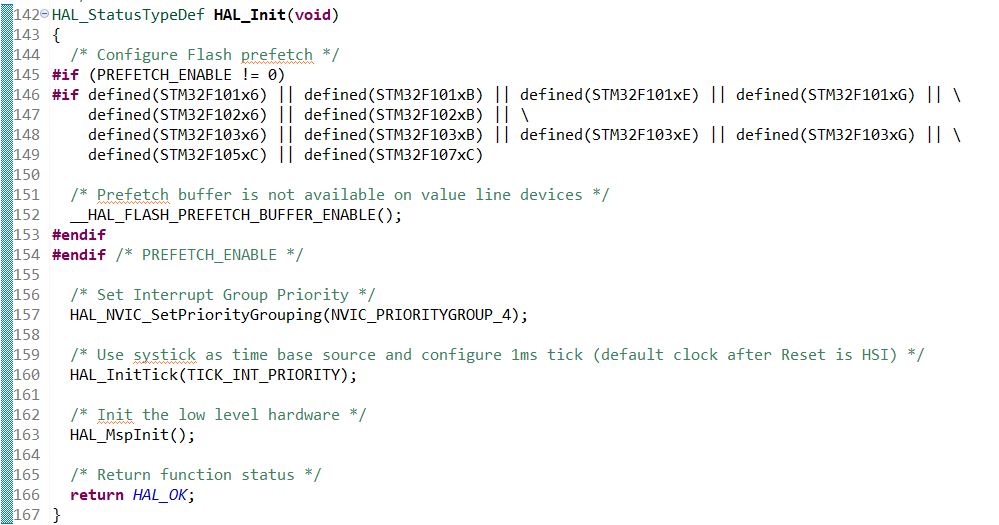 142 HAL_StatusTypeDef HAL_Init(void)
143 {
144   /* Configure Flash prefetch */
145 #if (PREFETCH_ENABLE != 0)
146 #if defined(STM32F101x6) || defined(STM32F101xB) || defined(STM32F101xE) || defined(STM32F101xG) || \
147     defined(STM32F102x6) || defined(STM32F102xB) || \
148     defined(STM32F103x6) || defined(STM32F103xB) || defined(STM32F103xE) || defined(STM32F103xG) || \
149     defined(STM32F105xC) || defined(STM32F107xC)
150
151   /* Prefetch buffer is not available on value line devices */
152   __HAL_FLASH_PREFETCH_BUFFER_ENABLE();
153 #endif
154 #endif /* PREFETCH_ENABLE */
155
156   /* Set Interrupt Group Priority */
157   HAL_NVIC_SetPriorityGrouping(NVIC_PRIORITYGROUP_4);
158
159   /* Use systick as time base source and configure 1ms tick (default clock after Reset is HSI) */
160   HAL_InitTick(TICK_INT_PRIORITY);
161
162   /* Init the low level hardware */
163   HAL_MspInit();
164
165   /* Return function status */
166   return HAL_OK;
167 }